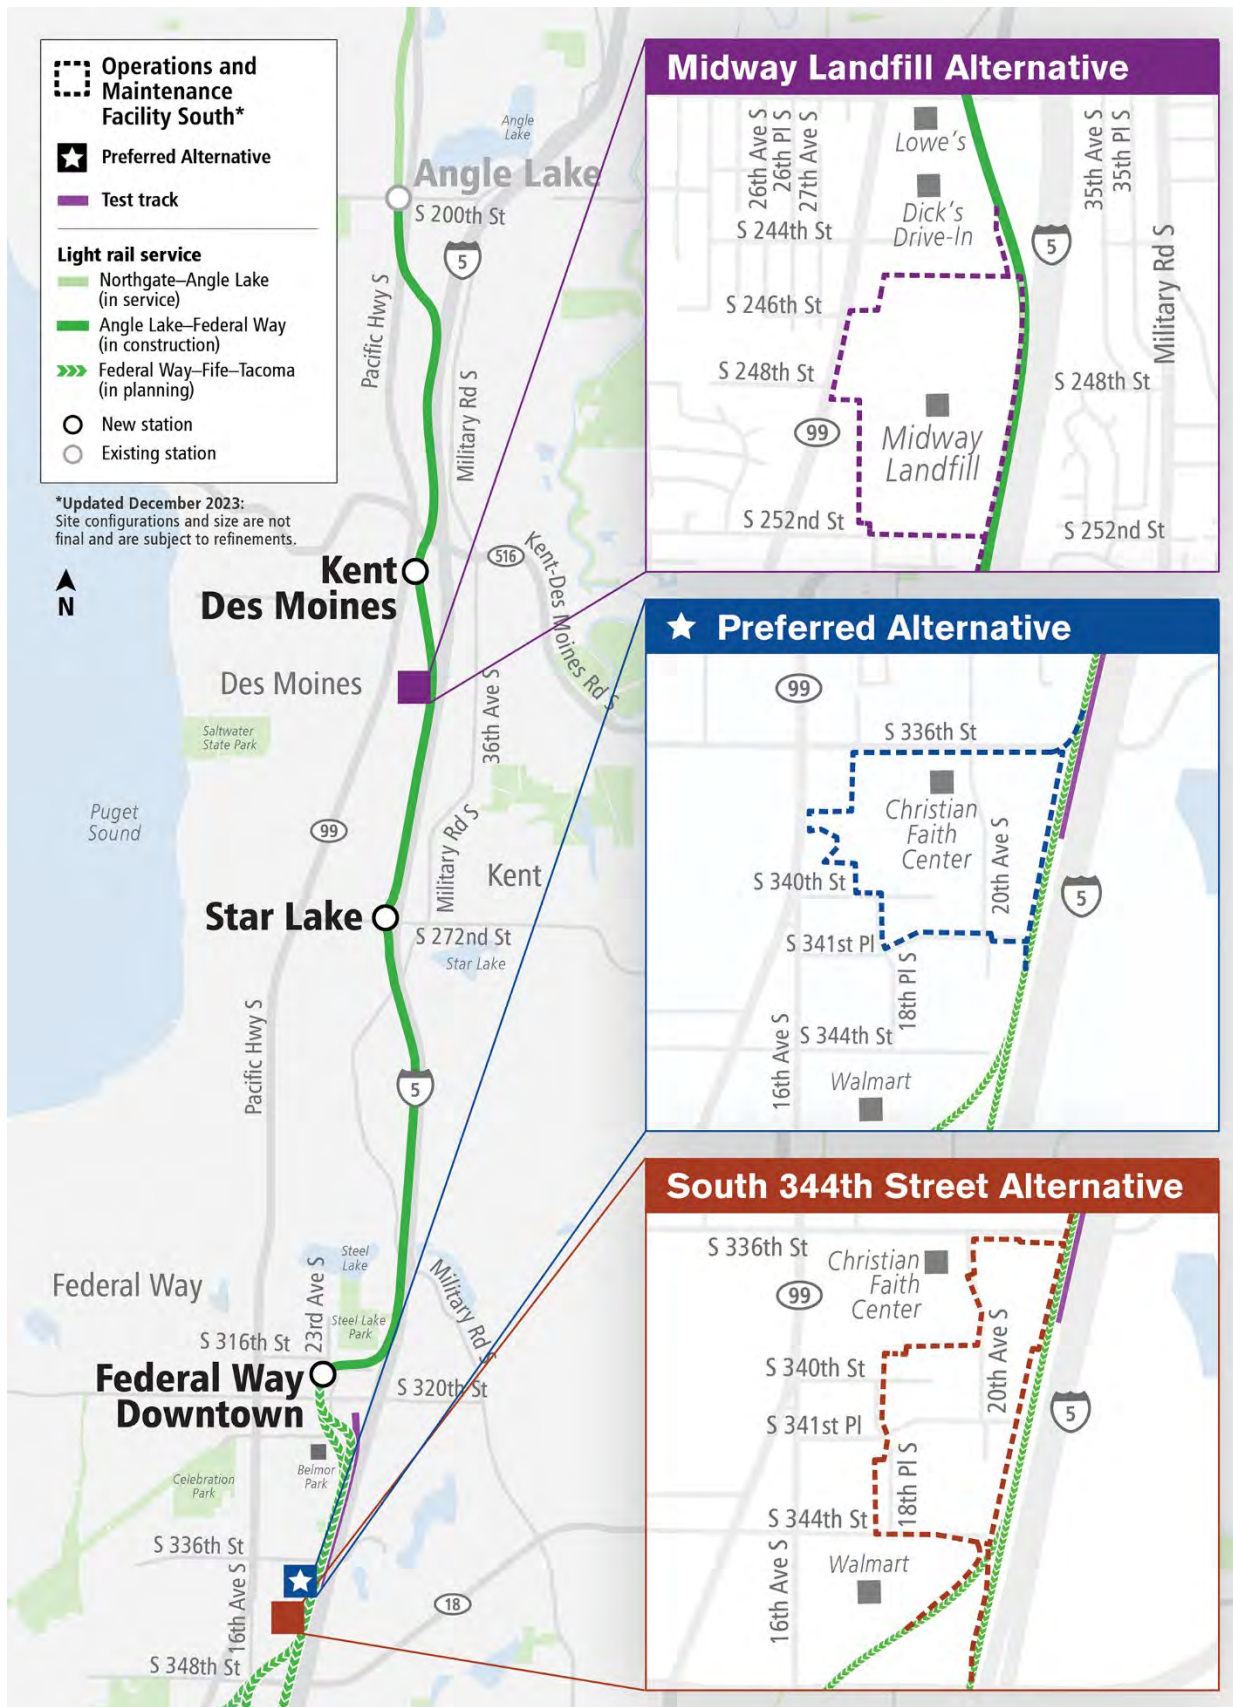 Operations and
Maintenance
Facility South*
Preferred Alternative
Test track
Light rail service
Northgate–Angle Lake
(in service)
Angle Lake–Federal Way
(in construction)
Federal Way–Fife–Tacoma
(in planning)
New station
Existing station
*Updated December 2023:
Site configurations and size are not
final and are subject to refinements.
N
Angle
Lake
Angle Lake
S 200th St
5
Pacific Hwy S
Military Rd S
516
Kent-Des Moines Rd S
Kent
Des Moines
Des Moines
36th Ave S
Saltwater
State Park
Puget
Sound
99
Military Rd S
Kent
Star Lake
S 272nd St
Star Lake
Pacific Hwy S
5
Federal Way
23rd Ave S
Steel
Lake
Steel Lake
Park
Military Rd S
S 316th St
Federal Way
Downtown
S 320th St
Belmor
Park
Celebration
Park
S 336th St
16th Ave S
18
S 348th St
Midway Landfill Alternative
26th Ave S
26th Pl S
27th Ave S
Lowe's
35th Ave S
35th Pl S
Dick's
Drive-In
S 244th St
5
Military Rd S
S 246th St
S 248th St
S 248th St
99
Midway
Landfill
S 252nd St
S 252nd St
Preferred Alternative
99
S 336th St
Christian
Faith
Center
20th Ave S
S 340th St
5
S 341st Pl
18th Pl S
16th Ave S
S 344th St
Walmart
South 344th Street Alternative
S 336th St
Christian
Faith
Center
99
20th Ave S
S 340th St
5
S 341st Pl
18th Pl S
S 344th St
16th Ave S
Walmart